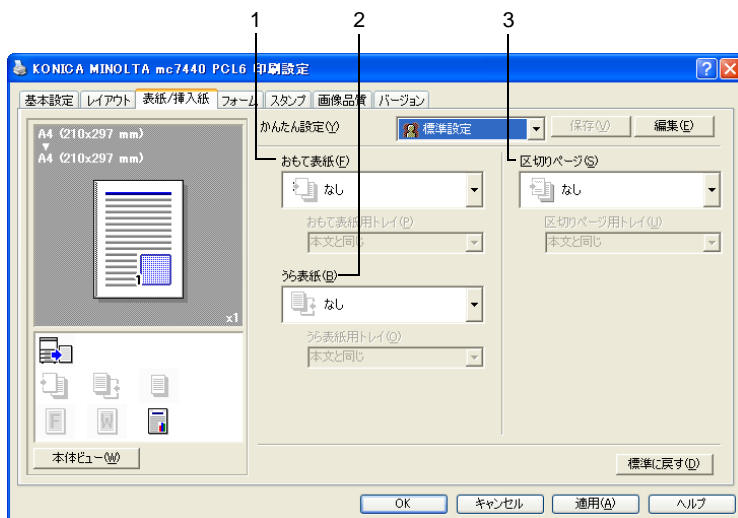 1 2 3
KONICA MINOLTA mc7440 PCL6 印刷設定
基本設定 レイアウト 表紙/挿入紙 フォーム スタンプ 画像品質 バージョン
A4 (210x297 mm)
A4 (210x297 mm)
1
x1
F W
本体ビュー(W)
かんたん設定(Y) 標準設定 保存(V) 編集(E)
おもて表紙(F)
なし
おもて表紙用トレイ(P)
本文と同じ
うら表紙(B)
なし
うら表紙用トレイ(O)
本文と同じ
区切りページ(S)
なし
区切りページ用トレイ(U)
本文と同じ
標準に戻す(D)
OK キャンセル 適用(A) ヘルプ